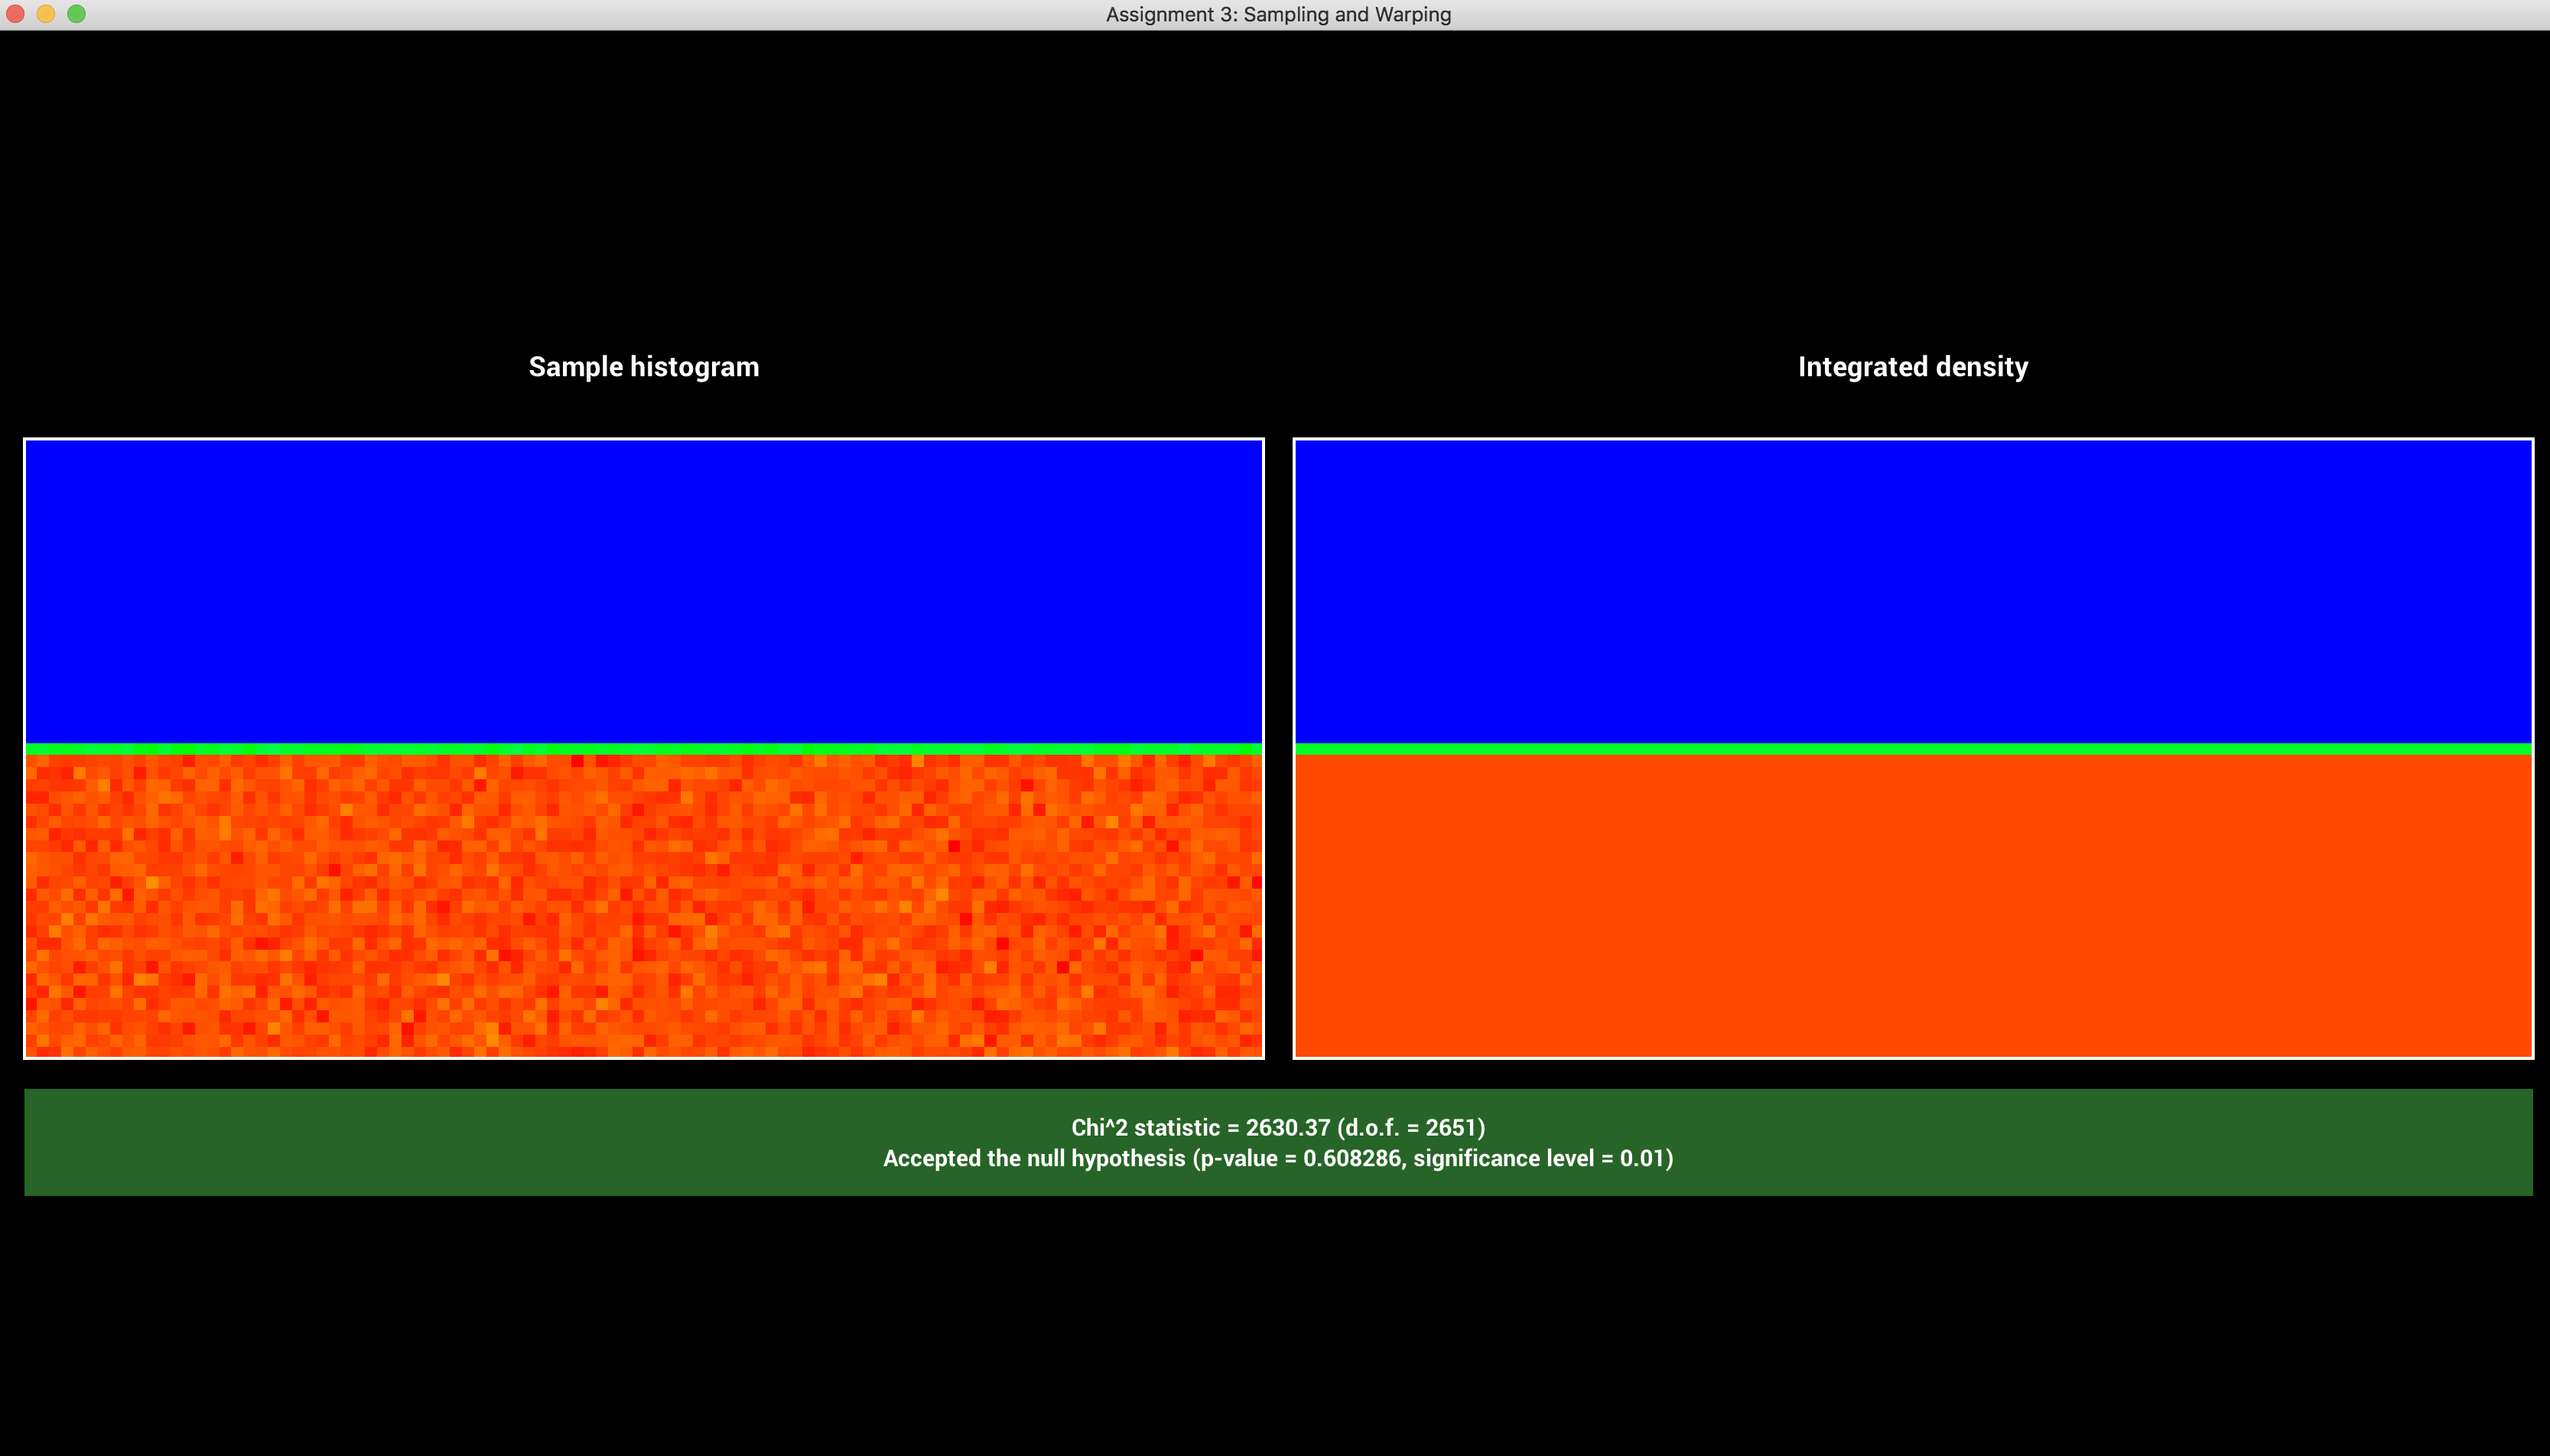 Assignment 3: Sampling and Warping
Sample histogram
Integrated density
Chi^2 statistic = 2630.37 (d.o.f. = 2651)
Accepted the null hypothesis (p-value = 0.608286, significance level = 0.01)